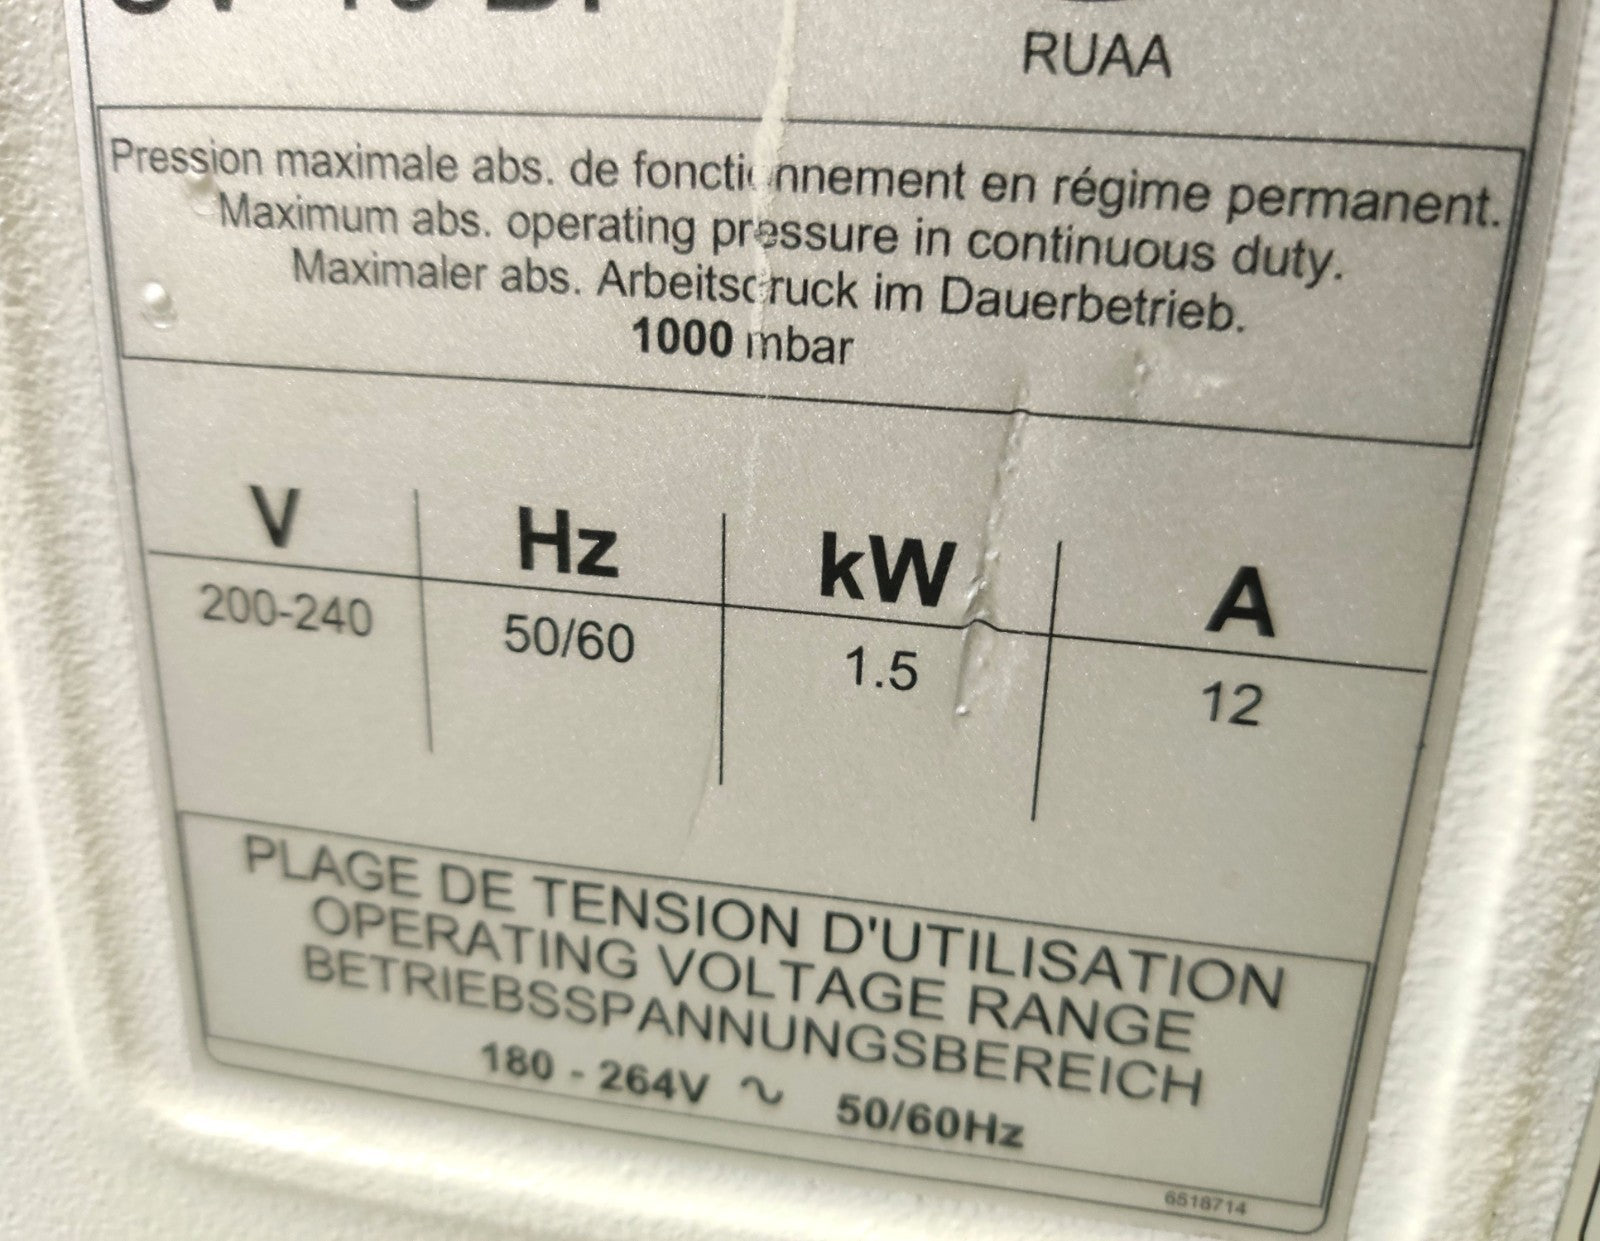 RUAA
Pression maximale abs. de fonctionnement en régime permanent.
Maximum abs. operating pressure in continuous duty.
Maximaler abs. Arbeitsdruck im Dauerbetrieb.
1000 mbar
V Hz kW A
200-240 50/60 1.5 12
PLAGE DE TENSION D'UTILISATION
OPERATING VOLTAGE RANGE
BETRIEBSSPANNUNGSBEREICH
180 - 264V ∿ 50/60Hz
6518714